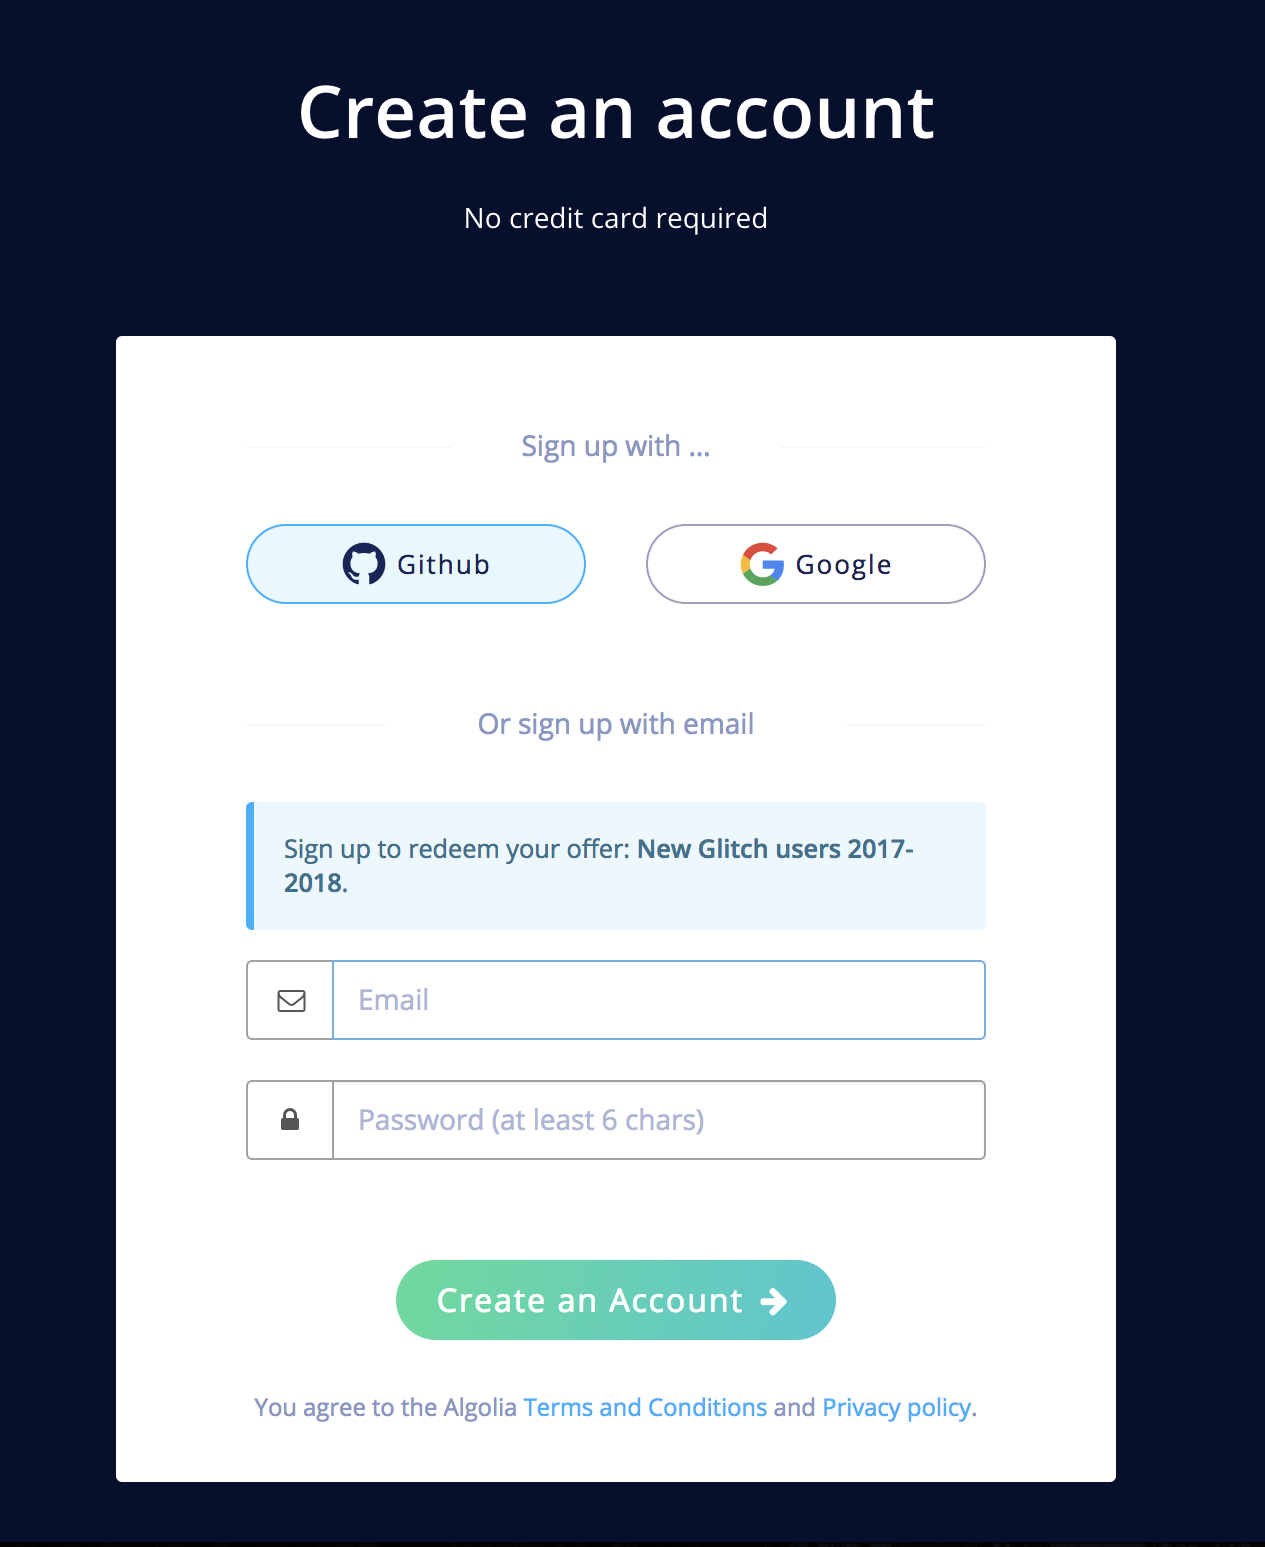 Create an account
No credit card required
Sign up with ...
Github
Google
Or sign up with email
Sign up to redeem your offer: New Glitch users 2017-
2018.
Email
Password (at least 6 chars)
Create an Account
You agree to the Algolia Terms and Conditions and Privacy policy.